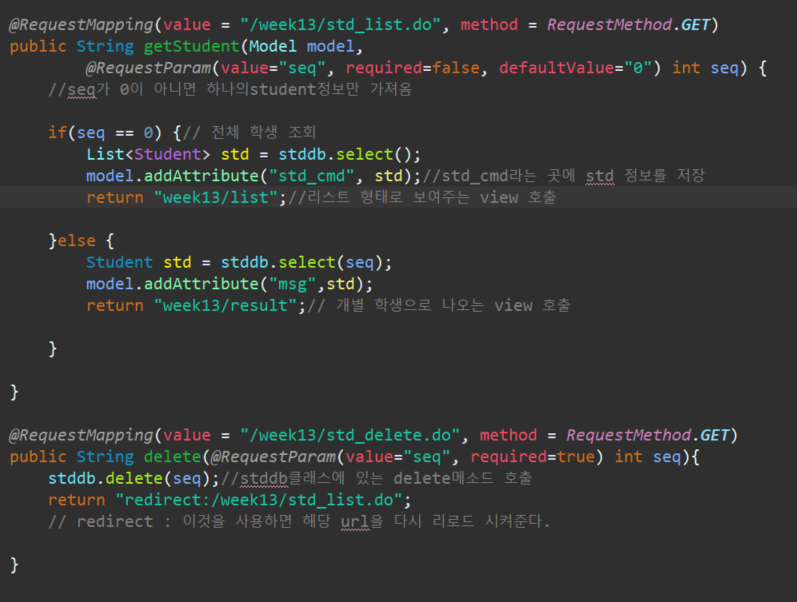 @RequestMapping(value = "/week13/std_list.do", method = RequestMethod.GET)
public String getStudent(Model model,
@RequestParam(value="seq", required=false, defaultValue="0") int seq) {
//seq가 0이 아니면 하나의student정보만 가져옴
if(seq == 0) {// 전체 학생 조회
List<Student> std = stddb.select();
model.addAttribute("std_cmd", std);//std_cmd라는 곳에 std 정보를 저장
return "week13/list";//리스트 형태로 보여주는 view 호출
}else {
Student std = stddb.select(seq);
model.addAttribute("msg",std);
return "week13/result";// 개별 학생으로 나오는 view 호출
}
}
@RequestMapping(value = "/week13/std_delete.do", method = RequestMethod.GET)
public String delete(@RequestParam(value="seq", required=true) int seq){
stddb.delete(seq);//stddb클래스에 있는 delete메소드 호출
return "redirect:/week13/std_list.do";
// redirect : 이것을 사용하면 해당 url을 다시 리로드 시켜준다.
}